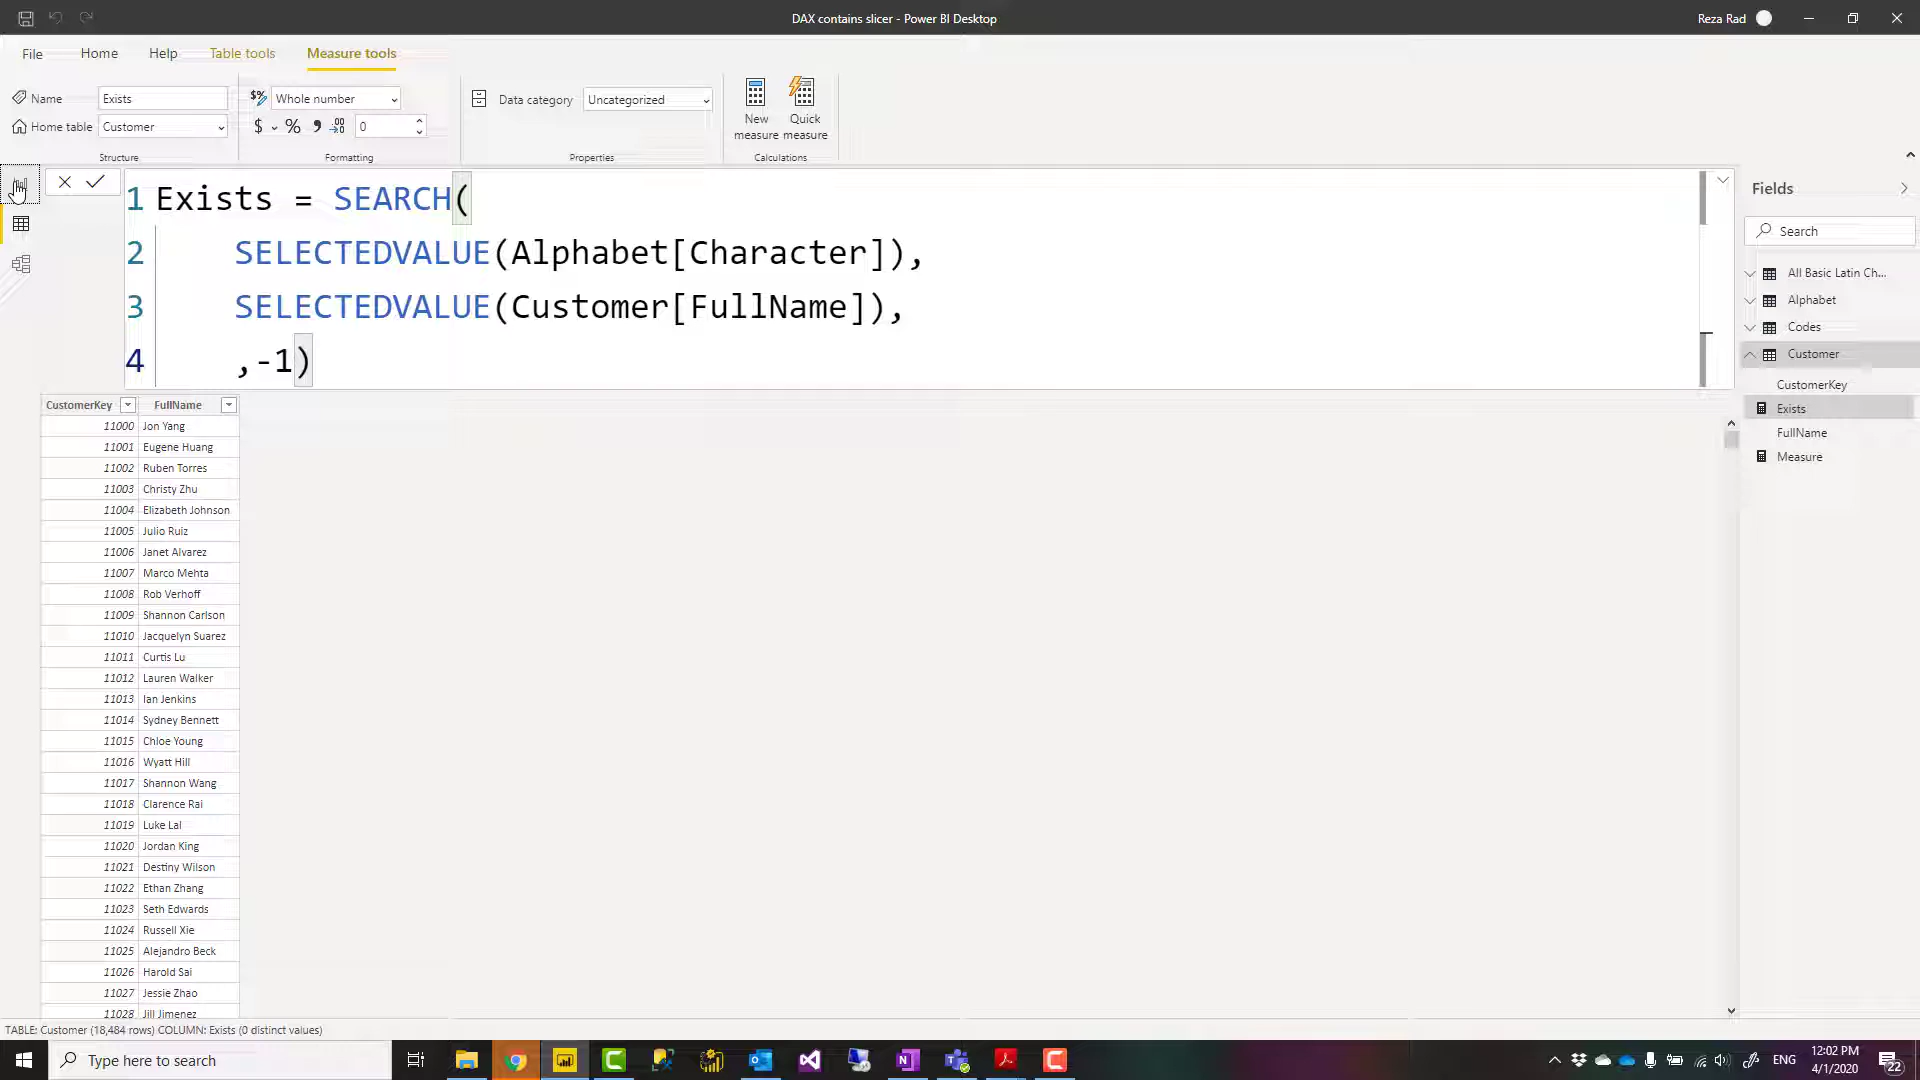 DAX contains slicer - Power BI Desktop
Reza Rad
File Home Help Table tools Measure tools
Name Exists
Home table Customer
Structure
$% Whole number
$ % 9 .00 0
Formatting
Data category Uncategorized
Properties
New measure
Quick measure
Calculations
1 Exists = SEARCH(
2 SELECTEDVALUE(Alphabet[Character]),
3 SELECTEDVALUE(Customer[FullName]),
4 ,-1)
Fields
Search
All Basic Latin Ch...
Alphabet
Codes
Customer
CustomerKey
Exists
FullName
Measure
CustomerKey FullName
11000 Jon Yang
11001 Eugene Huang
11002 Ruben Torres
11003 Christy Zhu
11004 Elizabeth Johnson
11005 Julio Ruiz
11006 Janet Alvarez
11007 Marco Mehta
11008 Rob Verhoff
11009 Shannon Carlson
11010 Jacquelyn Suarez
11011 Curtis Lu
11012 Lauren Walker
11013 Ian Jenkins
11014 Sydney Bennett
11015 Chloe Young
11016 Wyatt Hill
11017 Shannon Wang
11018 Clarence Rai
11019 Luke Lal
11020 Jordan King
11021 Destiny Wilson
11022 Ethan Zhang
11023 Seth Edwards
11024 Russell Xie
11025 Alejandro Beck
11026 Harold Sai
11027 Jessie Zhao
11028 Jill Jimenez
TABLE: Customer (18,484 rows) COLUMN: Exists (0 distinct values)
Type here to search
ENG
12:02 PM
4/1/2020
22